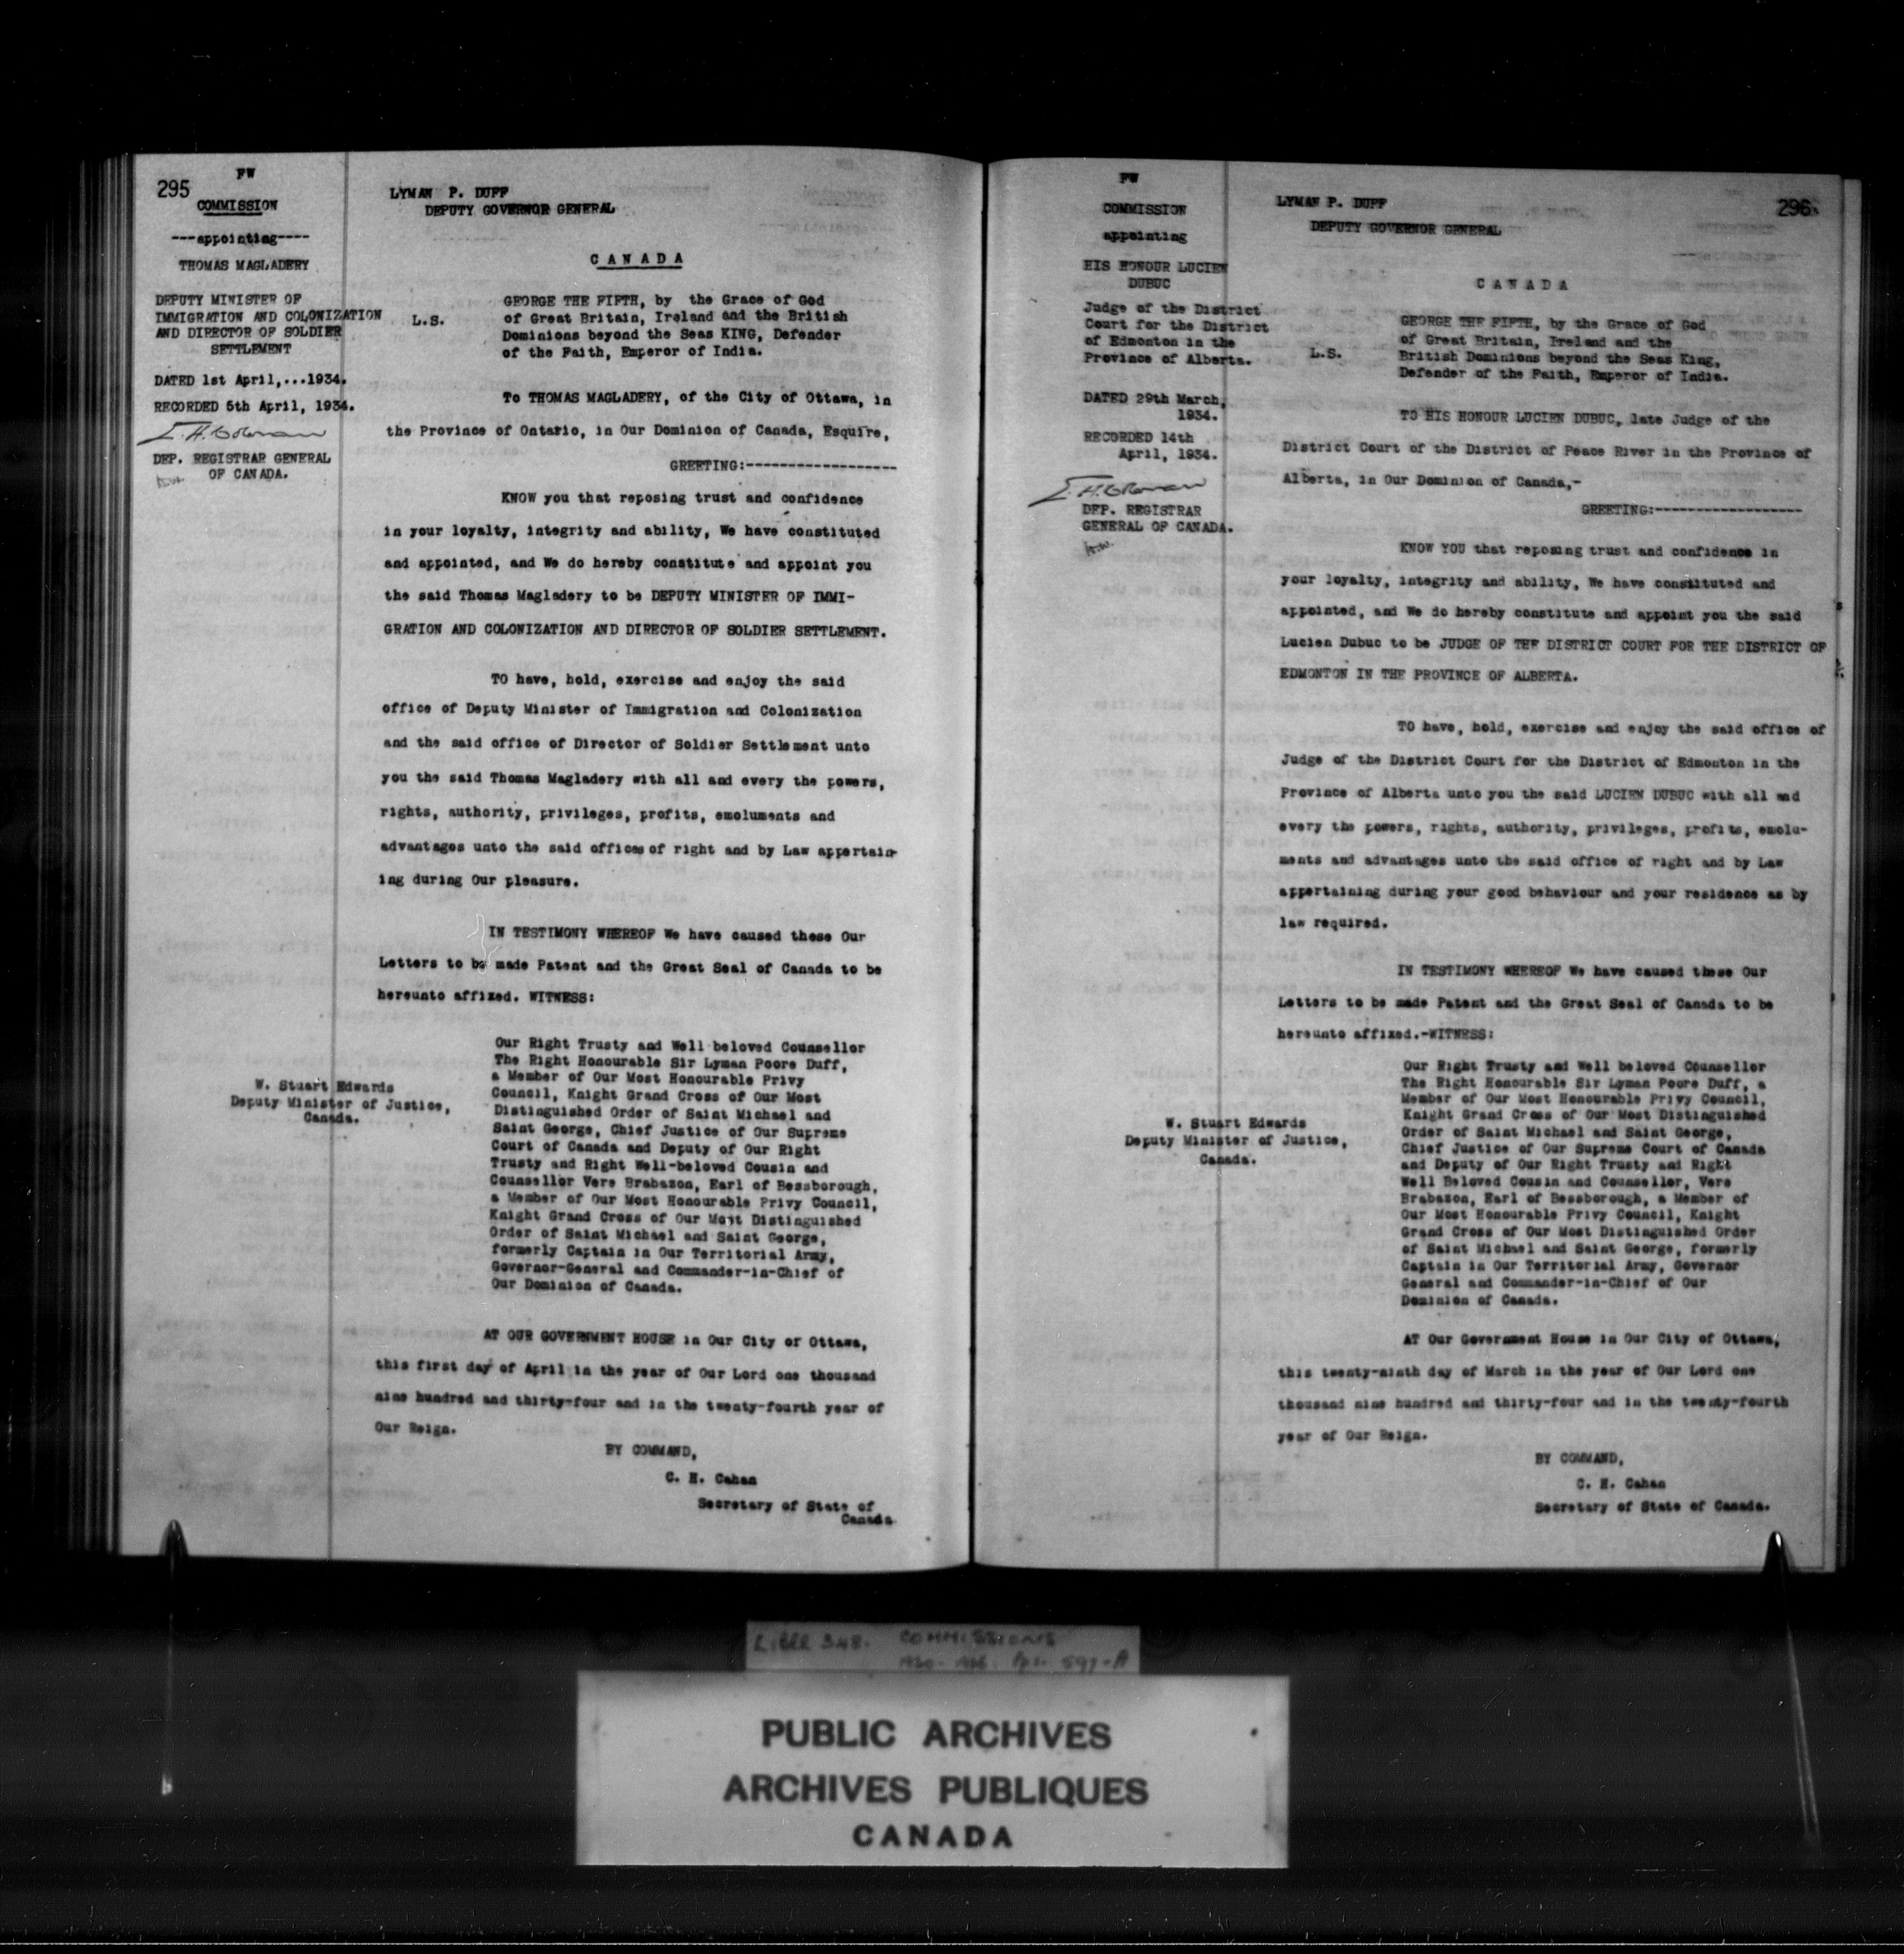 295
FW
COMMISSION
---appointing----
THOMAS MAGLADERY
DEPUTY MINISTER OF
IMMIGRATION AND COLONIZATION
AND DIRECTOR OF SOLDIER
SETTLEMENT
DATED 1st April,...1934.
RECORDED 5th April, 1934.
DEP. REGISTRAR GENERAL
OF CANADA.
W. Stuart Edwards
Deputy Minister of Justice,
Canada.
LYMAN P. DUFF
DEPUTY GOVERNOR GENERAL
CANADA
L.S.
GEORGE THE FIFTH, by the Grace of God
of Great Britain, Ireland and the British
Dominions beyond the Seas KING, Defender
of the Faith, Emperor of India.
To THOMAS MAGLADERY, of the City of Ottawa, in
the Province of Ontario, in Our Dominion of Canada, Esquire,
GREETING:------------------
KNOW you that reposing trust and confidence
in your loyalty, integrity and ability, We have constituted
and appointed, and We do hereby constitute and appoint you
the said Thomas Magladery to be DEPUTY MINISTER OF IMMI-
GRATION AND COLONIZATION AND DIRECTOR OF SOLDIER SETTLEMENT.
TO have, hold, exercise and enjoy the said
office of Deputy Minister of Immigration and Colonization
and the said office of Director of Soldier Settlement unto
you the said Thomas Magladery with all and every the powers,
rights, authority, privileges, profits, emoluments and
advantages unto the said offices of right and by Law appertain-
ing during Our pleasure.
IN TESTIMONY WHEREOF We have caused these Our
Letters to be made Patent and the Great Seal of Canada to be
hereunto affixed. WITNESS:
Our Right Trusty and Well beloved Counsellor
The Right Honourable Sir Lyman Poore Duff,
a Member of Our Most Honourable Privy
Council, Knight Grand Cross of Our Most
Distinguished Order of Saint Michael and
Saint George, Chief Justice of Our Supreme
Court of Canada and Deputy of Our Right
Trusty and Right Well-beloved Cousin and
Counsellor Vere Brabazon, Earl of Bessborough,
a Member of Our Most Honourable Privy Council,
Knight Grand Cross of Our Most Distinguished
Order of Saint Michael and Saint George,
formerly Captain in Our Territorial Army,
Governor-General and Commander-in-Chief of
Our Dominion of Canada.
AT OUR GOVERNMENT HOUSE in Our City of Ottawa,
this first day of April in the year of Our Lord one thousand
nine hundred and thirty-four and in the twenty-fourth year of
Our Reign.
BY COMMAND,
C. H. Cahan
Secretary of State of
Canada
FW
COMMISSION
appointing
HIS HONOUR LUCIEN
DUBUC
Judge of the District
Court for the District
of Edmonton in the
Province of Alberta.
DATED 29th March,
1934.
RECORDED 14th
April, 1934.
DEP. REGISTRAR
GENERAL OF CANADA.
W. Stuart Edwards
Deputy Minister of Justice,
Canada.
296
LYMAN P. DUFF
DEPUTY GOVERNOR GENERAL
CANADA
L.S.
GEORGE THE FIFTH, by the Grace of God
of Great Britain, Ireland and the
British Dominions beyond the Seas King,
Defender of the Faith, Emperor of India.
TO HIS HONOUR LUCIEN DUBUC, late Judge of the
District Court of the District of Peace River in the Province of
Alberta, in Our Dominion of Canada,-
GREETING:------------------
KNOW YOU that reposing trust and confidence in
your loyalty, integrity and ability, We have constituted and
appointed, and We do hereby constitute and appoint you the said
Lucien Dubuc to be JUDGE OF THE DISTRICT COURT FOR THE DISTRICT OF
EDMONTON IN THE PROVINCE OF ALBERTA.
TO have, hold, exercise and enjoy the said office of
Judge of the District Court for the District of Edmonton in the
Province of Alberta unto you the said LUCIEN DUBUC with all and
every the powers, rights, authority, privileges, profits, emolu-
ments and advantages unto the said office of right and by Law
appertaining during your good behaviour and your residence as by
law required.
IN TESTIMONY WHEREOF We have caused these Our
Letters to be made Patent and the Great Seal of Canada to be
hereunto affixed.-WITNESS:
Our Right Trusty and Well beloved Counsellor
The Right Honourable Sir Lyman Poore Duff, a
Member of Our Most Honourable Privy Council,
Knight Grand Cross of Our Most Distinguished
Order of Saint Michael and Saint George,
Chief Justice of Our Supreme Court of Canada
and Deputy of Our Right Trusty and Right
Well Beloved Cousin and Counsellor, Vere
Brabazon, Earl of Bessborough, a Member of
Our Most Honourable Privy Council, Knight
Grand Cross of Our Most Distinguished Order
of Saint Michael and Saint George, formerly
Captain in Our Territorial Army, Governor
General and Commander-in-Chief of Our
Dominion of Canada.
AT Our Government House in Our City of Ottawa,
this twenty-ninth day of March in the year of Our Lord one
thousand nine hundred and thirty-four and in the twenty-fourth
year of Our Reign.
BY COMMAND,
C. H. Cahan
Secretary of State of Canada.
LIBER 348. COMMISSIONS
PUBLIC ARCHIVES
ARCHIVES PUBLIQUES
CANADA